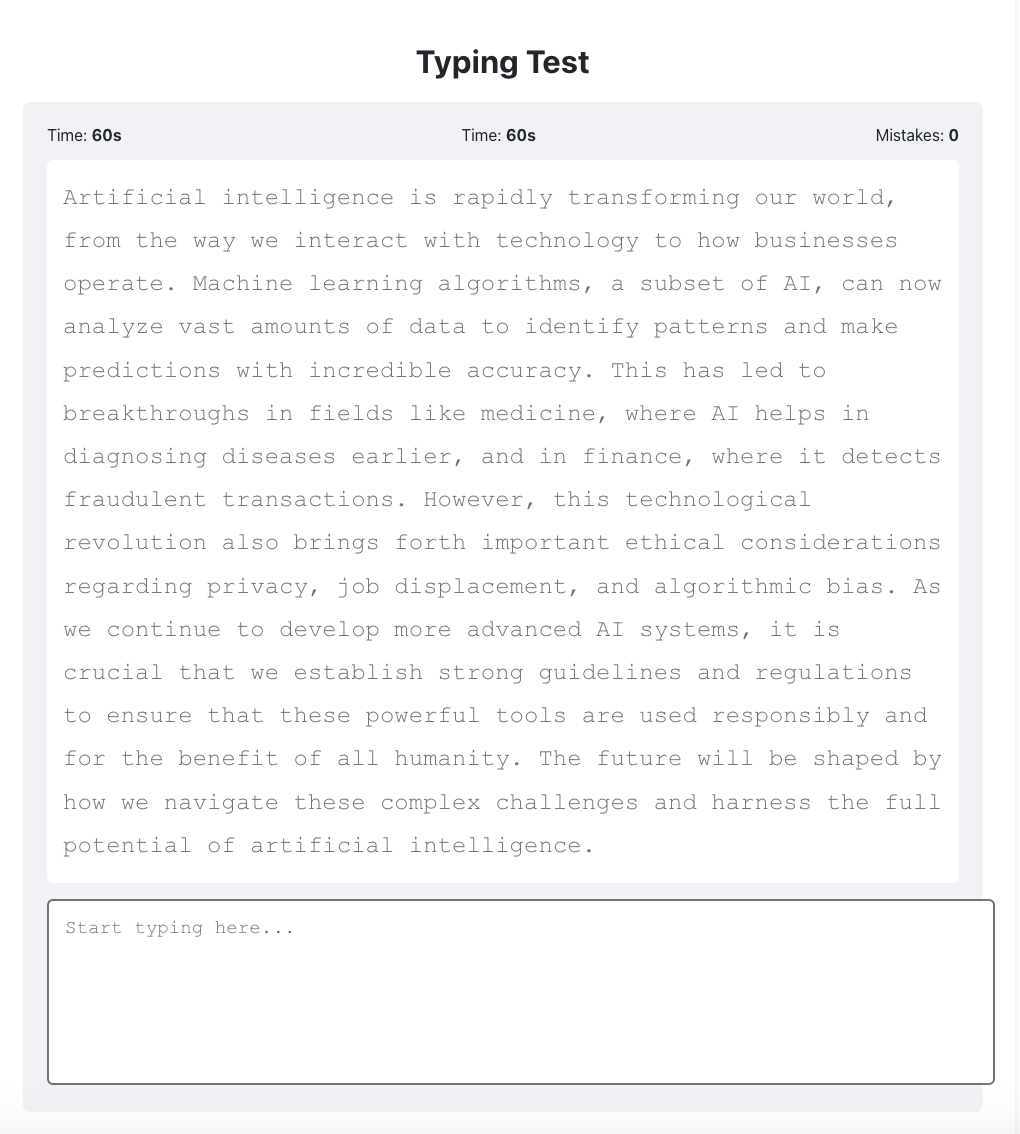 Typing Test
Time: 60s
Time: 60s
Mistakes: 0
Artificial intelligence is rapidly transforming our world,
from the way we interact with technology to how businesses
operate. Machine learning algorithms, a subset of AI, can now
analyze vast amounts of data to identify patterns and make
predictions with incredible accuracy. This has led to
breakthroughs in fields like medicine, where AI helps in
diagnosing diseases earlier, and in finance, where it detects
fraudulent transactions. However, this technological
revolution also brings forth important ethical considerations
regarding privacy, job displacement, and algorithmic bias. As
we continue to develop more advanced AI systems, it is
crucial that we establish strong guidelines and regulations
to ensure that these powerful tools are used responsibly and
for the benefit of all humanity. The future will be shaped by
how we navigate these complex challenges and harness the full
potential of artificial intelligence.
Start typing here...